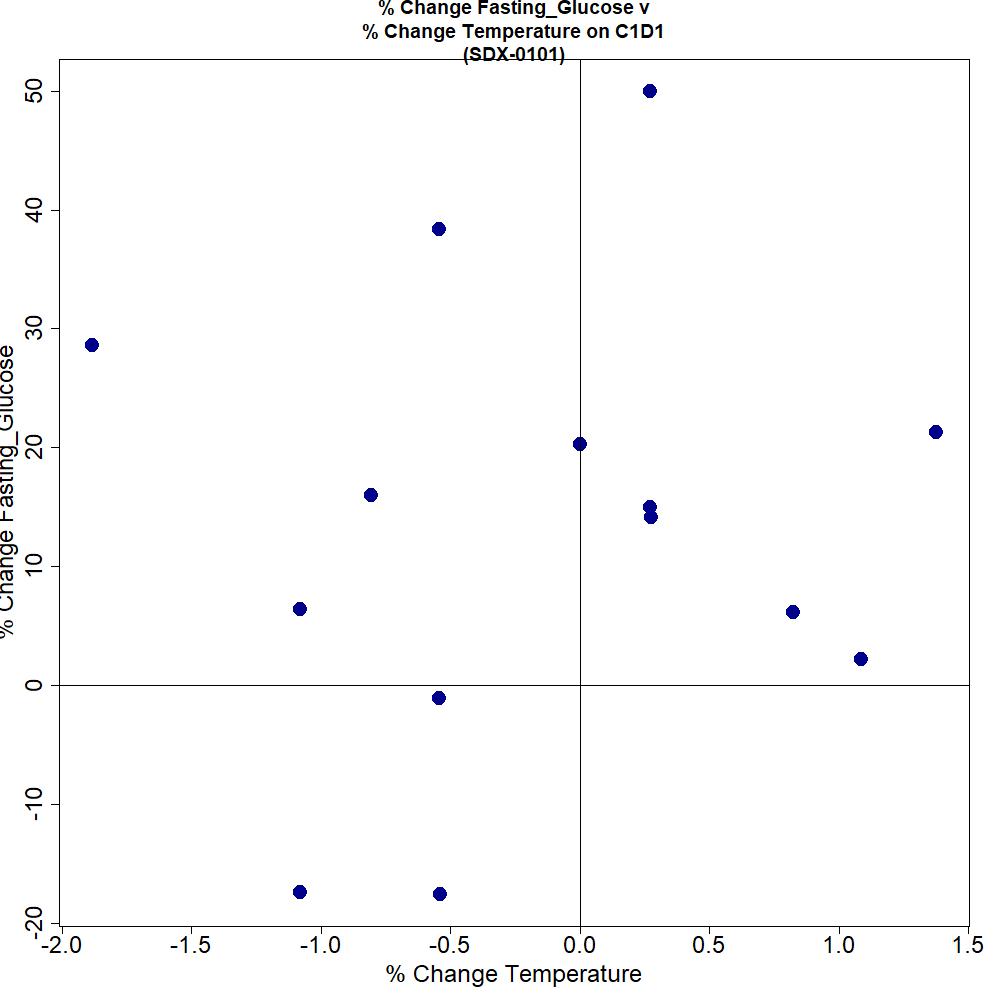 % Change Fasting_Glucose v
% Change Temperature on C1D1
(SDX-0101)
% Change Fasting_Glucose
50
40
30
20
10
0
-10
-20
-2.0 -1.5 -1.0 -0.5 0.0 0.5 1.0 1.5
% Change Temperature